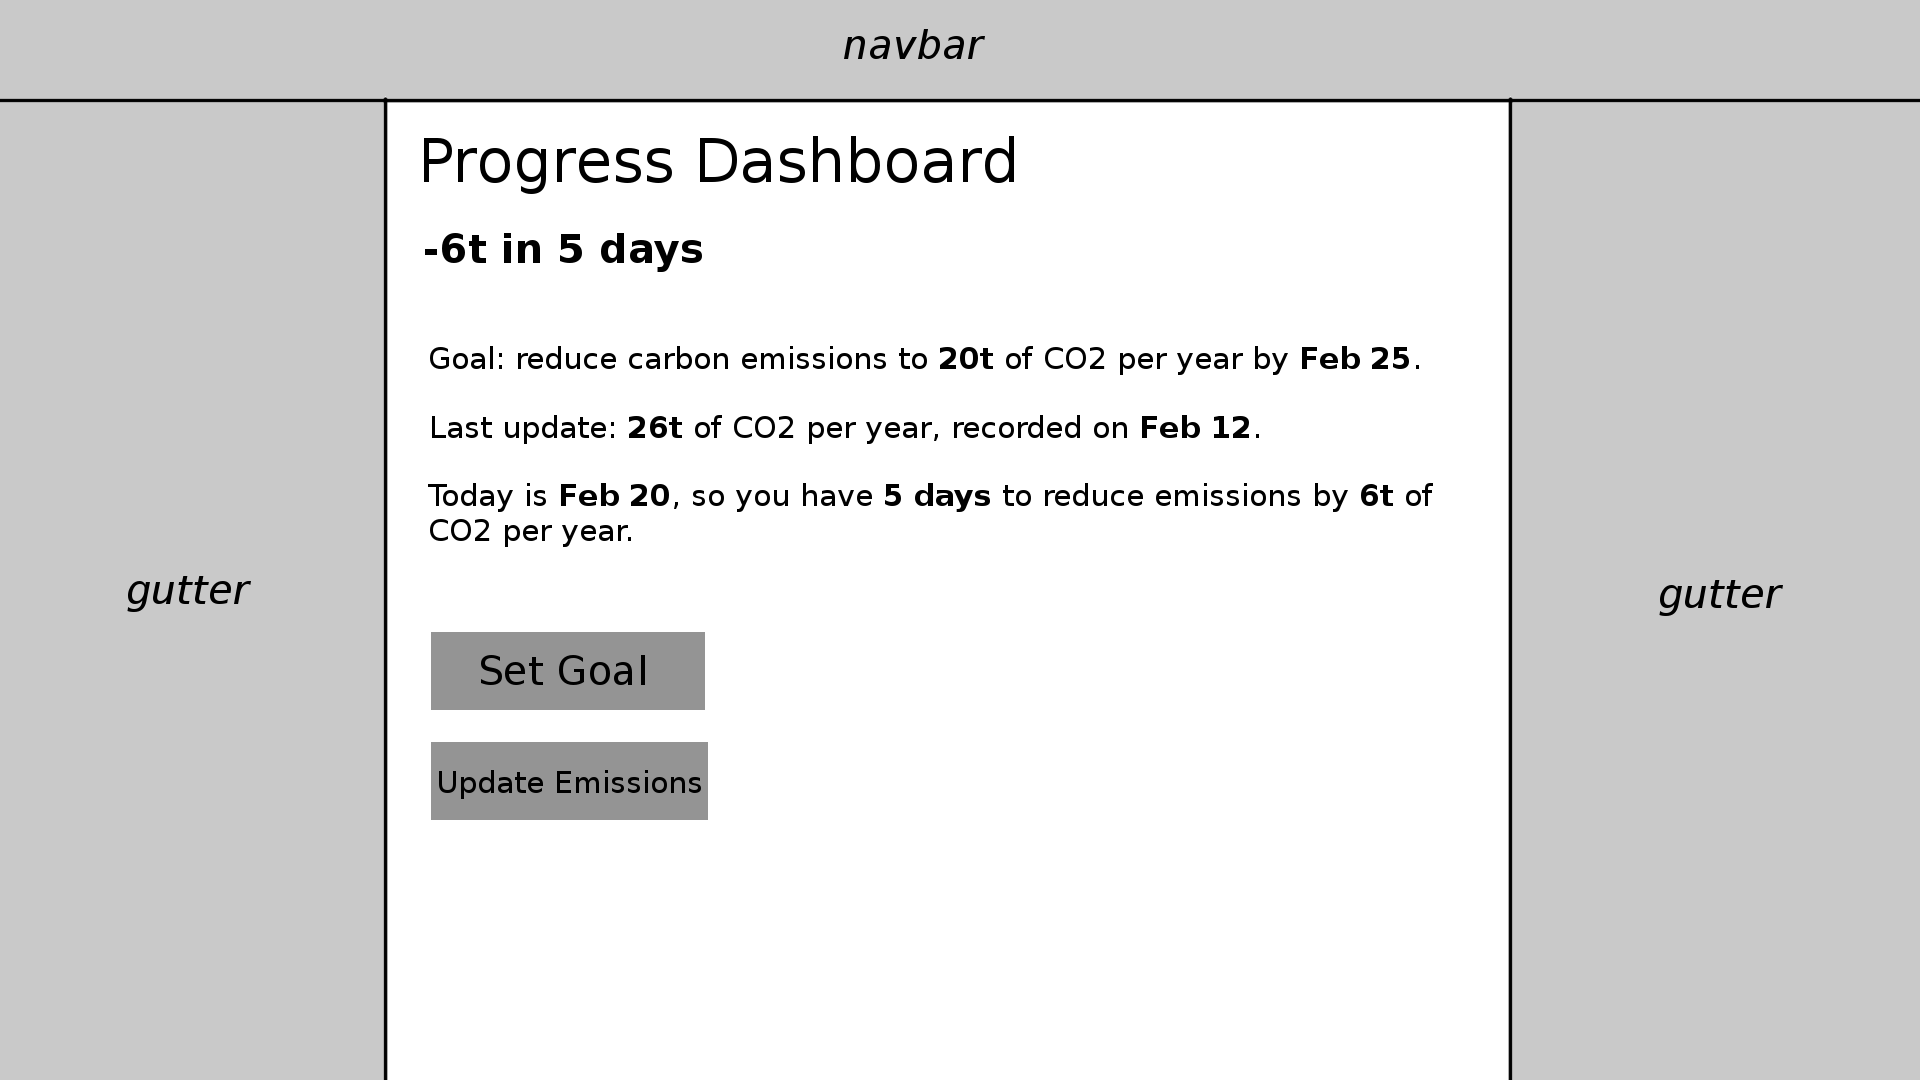 navbar
Progress Dashboard
-6t in 5 days
Goal: reduce carbon emissions to 20t of CO2 per year by Feb 25.
Last update: 26t of CO2 per year, recorded on Feb 12.
Today is Feb 20, so you have 5 days to reduce emissions by 6t of
CO2 per year.
gutter
gutter
Set Goal
Update Emissions